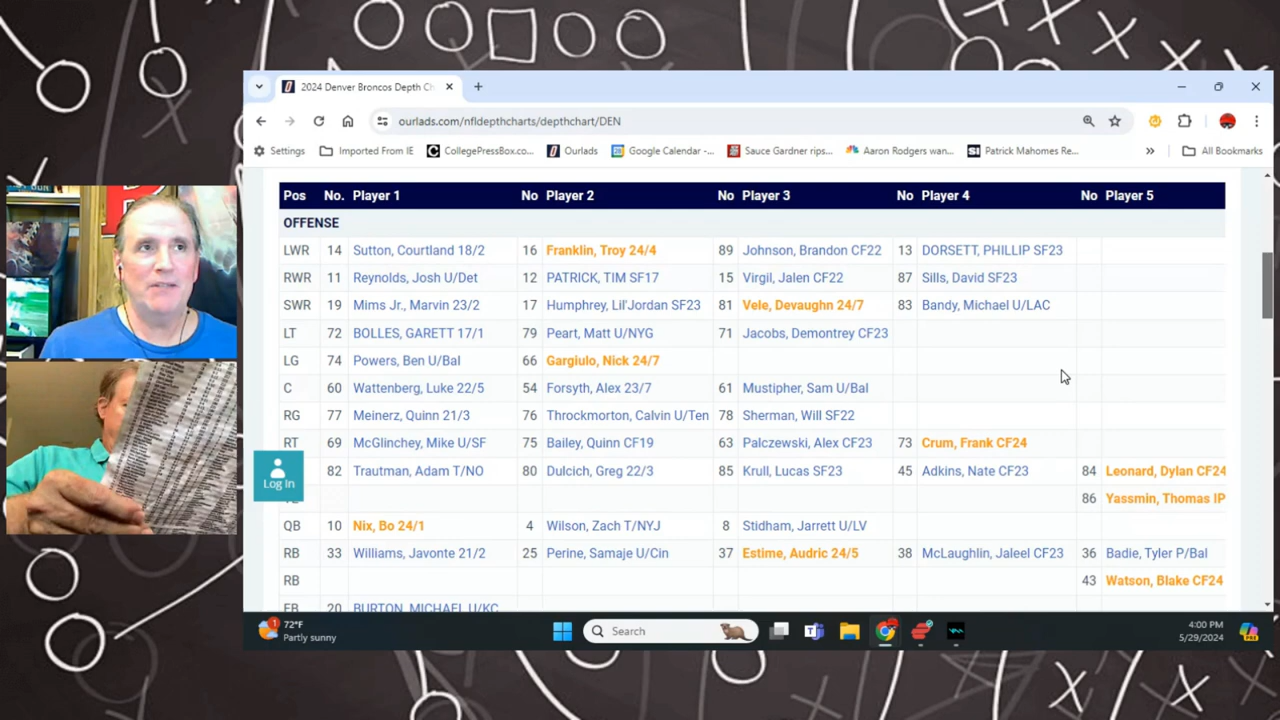 2024 Denver Broncos Depth Ch
ourlads.com/nfldepthcharts/depthchart/DEN
Settings Imported From IE CollegePressBox.co... Ourlads Google Calendar -... Sauce Gardner rips... Aaron Rodgers wan... Patrick Mahomes Re... » All Bookmarks
Pos No. Player 1 No Player 2 No Player 3 No Player 4 No Player 5
OFFENSE
LWR 14 Sutton, Courtland 18/2 16 Franklin, Troy 24/4 89 Johnson, Brandon CF22 13 DORSETT, PHILLIP SF23
RWR 11 Reynolds, Josh U/Det 12 PATRICK, TIM SF17 15 Virgil, Jalen CF22 87 Sills, David SF23
SWR 19 Mims Jr., Marvin 23/2 17 Humphrey, Lil'Jordan SF23 81 Vele, Devaughn 24/7 83 Bandy, Michael U/LAC
LT 72 BOLLES, GARETT 17/1 79 Peart, Matt U/NYG 71 Jacobs, Demontrey CF23
LG 74 Powers, Ben U/Bal 66 Gargiulo, Nick 24/7
C 60 Wattenberg, Luke 22/5 54 Forsyth, Alex 23/7 61 Mustipher, Sam U/Bal
RG 77 Meinerz, Quinn 21/3 76 Throckmorton, Calvin U/Ten 78 Sherman, Will SF22
RT 69 McGlinchey, Mike U/SF 75 Bailey, Quinn CF19 63 Palczewski, Alex CF23 73 Crum, Frank CF24
82 Trautman, Adam T/NO 80 Dulcich, Greg 22/3 85 Krull, Lucas SF23 45 Adkins, Nate CF23 84 Leonard, Dylan CF24
Log In
86 Yassmin, Thomas IP
QB 10 Nix, Bo 24/1 4 Wilson, Zach T/NYJ 8 Stidham, Jarrett U/LV
RB 33 Williams, Javonte 21/2 25 Perine, Samaje U/Cin 37 Estime, Audric 24/5 38 McLaughlin, Jaleel CF23 36 Badie, Tyler P/Bal
RB 43 Watson, Blake CF24
FB 20 BURTON, MICHAEL U/KC
72°F
Partly sunny
Search
4:00 PM
5/29/2024